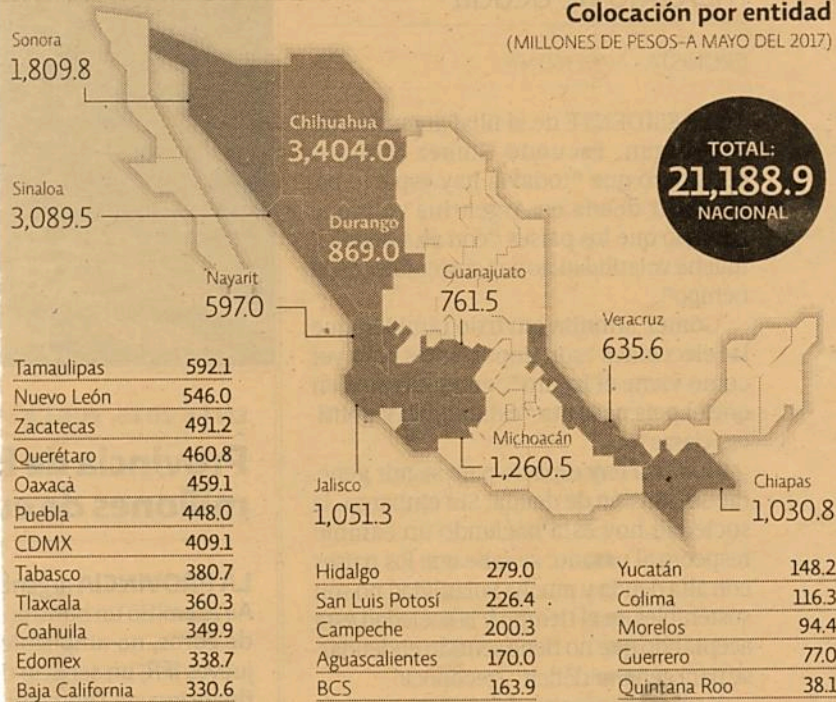 Colocación por entidad
(MILLONES DE PESOS-A MAYO DEL 2017)
Sonora
1,809.8
Chihuahua
3,404.0
TOTAL:
21,188.9
NACIONAL
Sinaloa
3,089.5
Durango
869.0
Nayarit
597.0
Guanajuato
761.5
Veracruz
635.6
Michoacán
1,260.5
Jalisco
1,051.3
Chiapas
1,030.8
Tamaulipas 592.1
Nuevo León 546.0
Zacatecas 491.2
Querétaro 460.8
Oaxaca 459.1
Puebla 448.0
CDMX 409.1
Tabasco 380.7
Tlaxcala 360.3
Coahuila 349.9
Edomex 338.7
Baja California 330.6
Hidalgo 279.0
San Luis Potosí 226.4
Campeche 200.3
Aguascalientes 170.0
BCS 163.9
Yucatán 148.2
Colima 116.3
Morelos 94.4
Guerrero 77.0
Quintana Roo 38.1